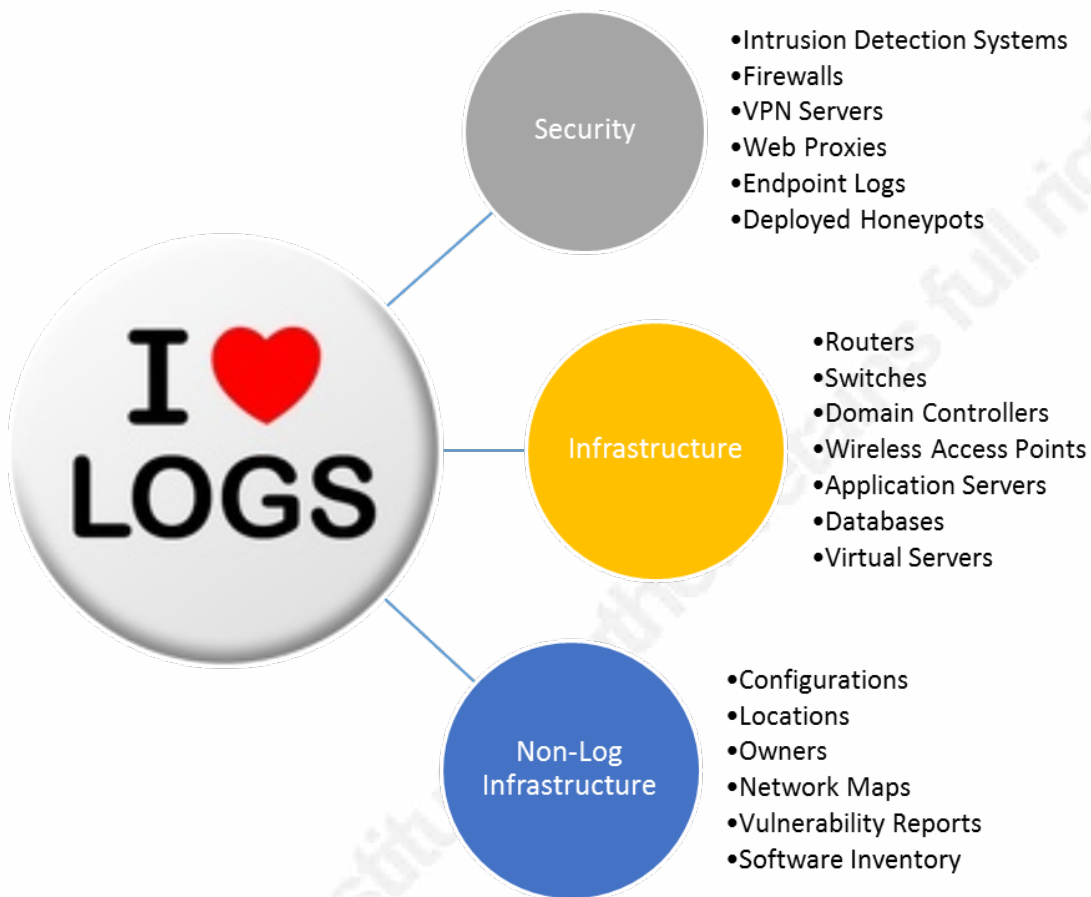 •Intrusion Detection Systems
•Firewalls
•VPN Servers
•Web Proxies
•Endpoint Logs
•Deployed Honeypots
Security
I ❤
LOGS
Infrastructure
•Routers
•Switches
•Domain Controllers
•Wireless Access Points
•Application Servers
•Databases
•Virtual Servers
Non-Log
Infrastructure
•Configurations
•Locations
•Owners
•Network Maps
•Vulnerability Reports
•Software Inventory